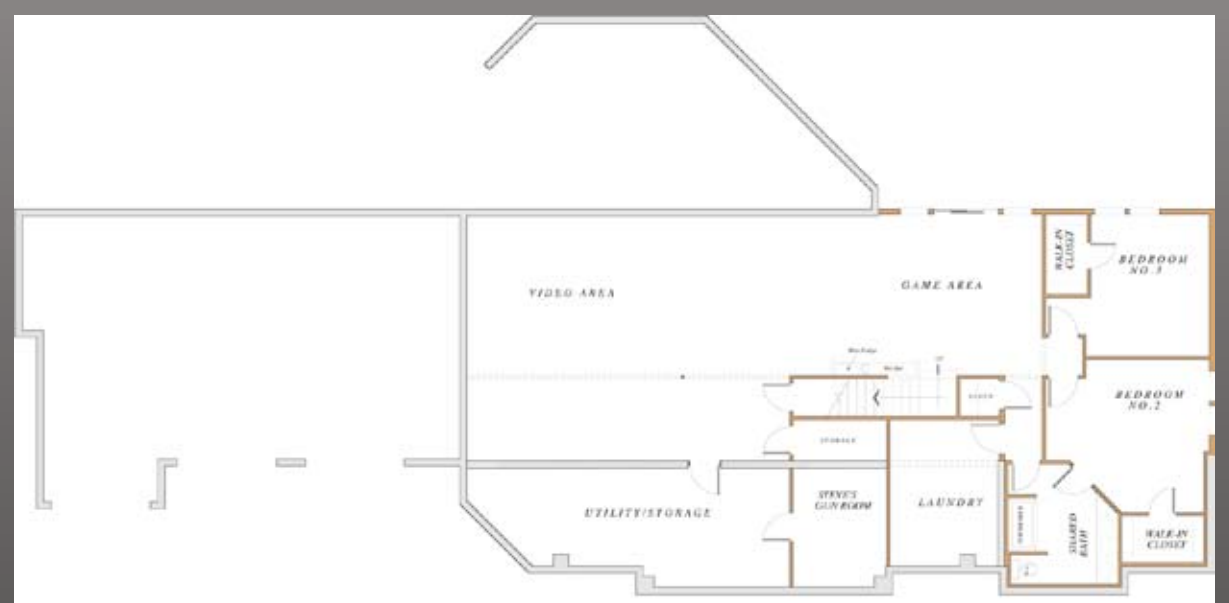 WALK-IN
CLOSET
BEDROOM
NO.3
VIDEO AREA
GAME AREA
BEDROOM
NO.2
STORAGE
STEVE'S
GUN ROOM
UTILITY/STORAGE
LAUNDRY
SHARED
BATH
WALK-IN
CLOSET